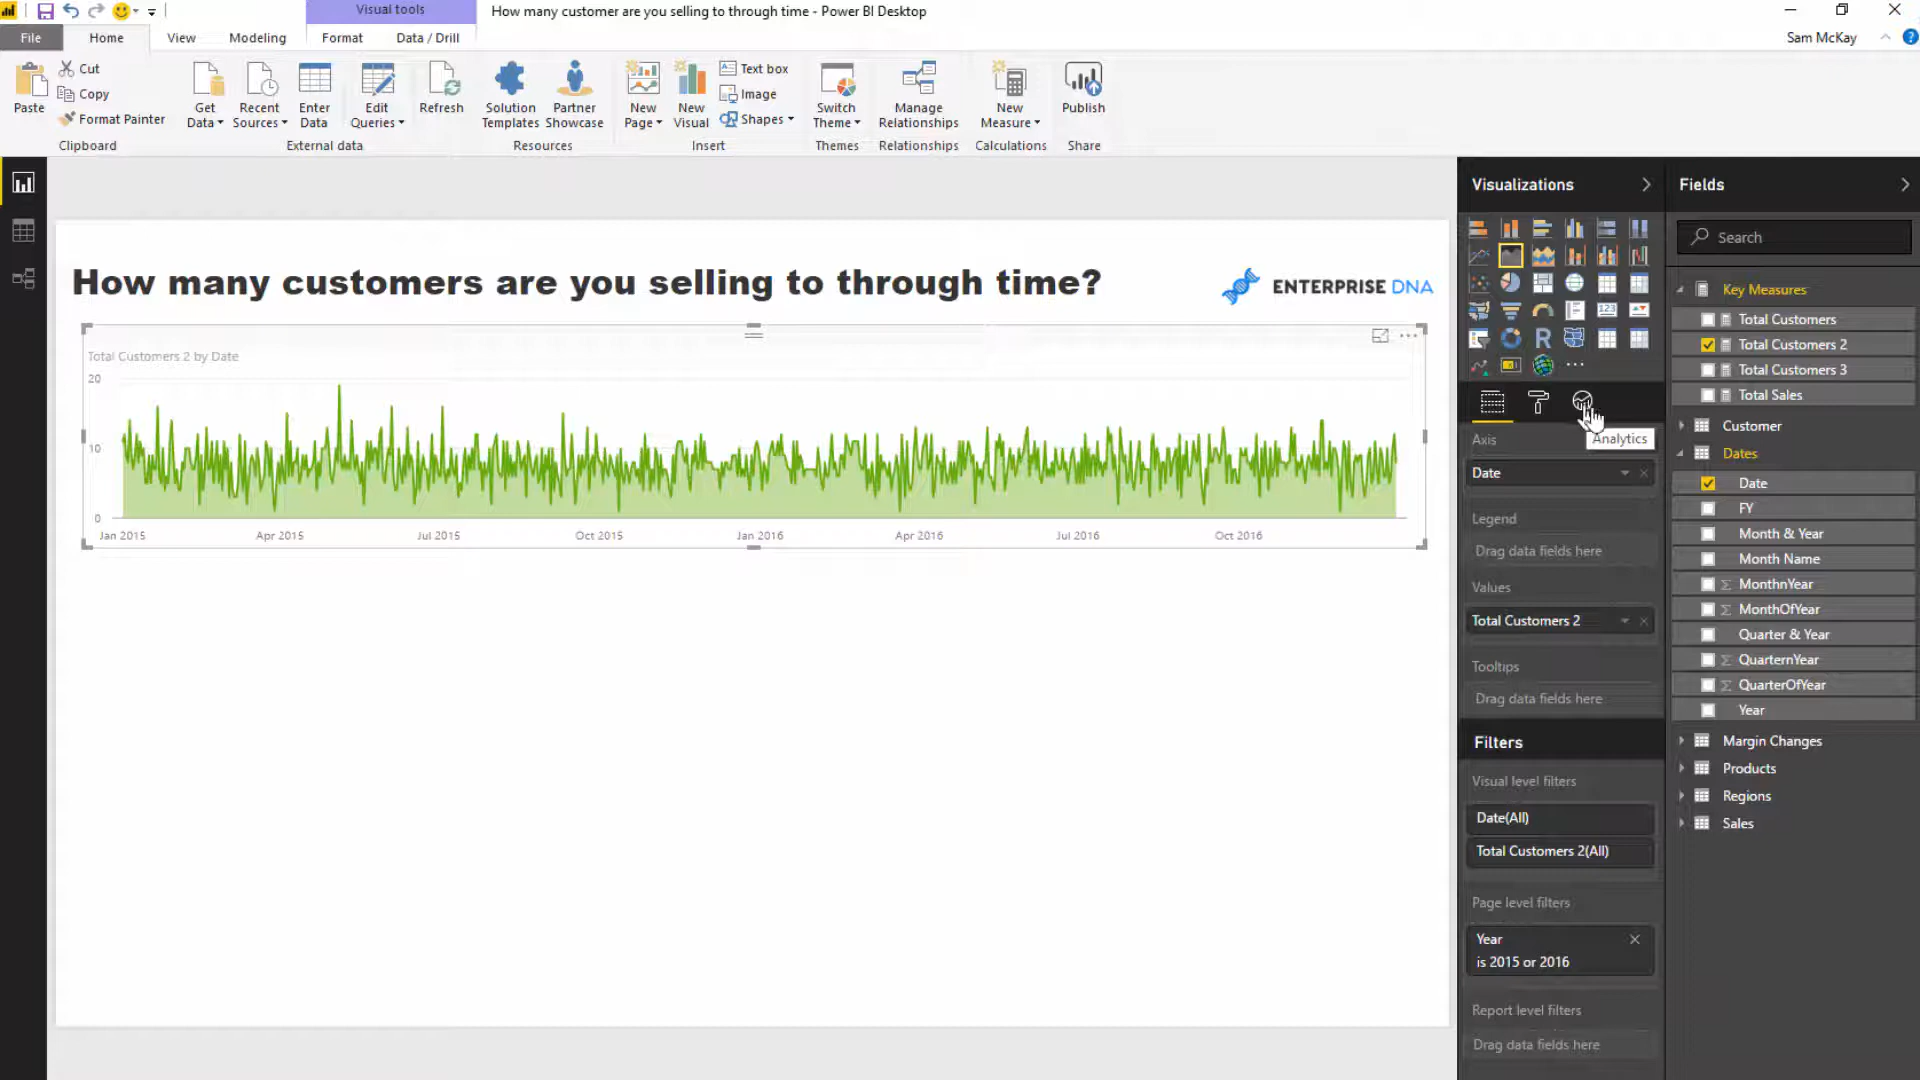 Visual tools
How many customer are you selling to through time - Power BI Desktop
File
Home
View
Modeling
Format
Data / Drill
Sam McKay
Paste
Cut
Copy
Format Painter
Clipboard
Get Data
Recent Sources
Enter Data
Edit Queries
Refresh
External data
Solution Templates
Partner Showcase
Resources
New Page
New Visual
Text box
Image
Shapes
Insert
Switch Theme
Themes
Manage Relationships
Relationships
New Measure
Calculations
Publish
Share
How many customers are you selling to through time?
ENTERPRISE DNA
Total Customers 2 by Date
20
10
0
Jan 2015
Apr 2015
Jul 2015
Oct 2015
Jan 2016
Apr 2016
Jul 2016
Oct 2016
Visualizations
R
123
Analytics
Axis
Date
Legend
Drag data fields here
Values
Total Customers 2
Tooltips
Drag data fields here
Filters
Visual level filters
Date(All)
Total Customers 2(All)
Page level filters
Year
is 2015 or 2016
Report level filters
Drag data fields here
Fields
Search
Key Measures
Total Customers
Total Customers 2
Total Customers 3
Total Sales
Customer
Dates
Date
FY
Month & Year
Month Name
MonthnYear
MonthOfYear
Quarter & Year
QuarternYear
QuarterOfYear
Year
Margin Changes
Products
Regions
Sales